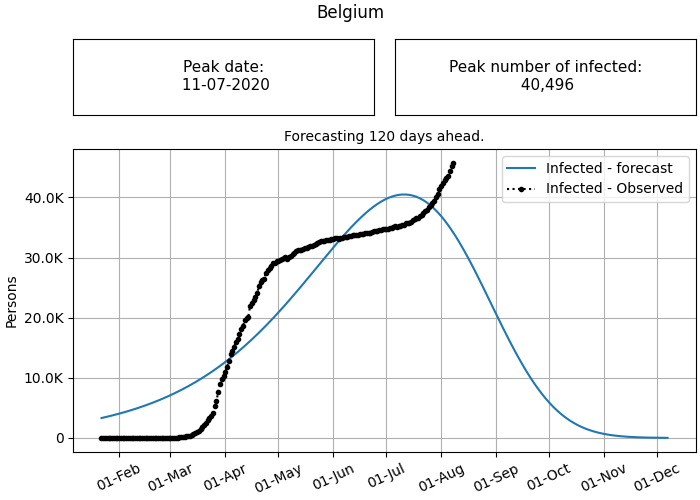 Belgium
Peak date:
11-07-2020
Peak number of infected:
40,496
Forecasting 120 days ahead.
Infected - forecast
Infected - Observed
40.0K
30.0K
20.0K
10.0K
0
Persons
01-Feb
01-Mar
01-Apr
01-May
01-Jun
01-Jul
01-Aug
01-Sep
01-Oct
01-Nov
01-Dec